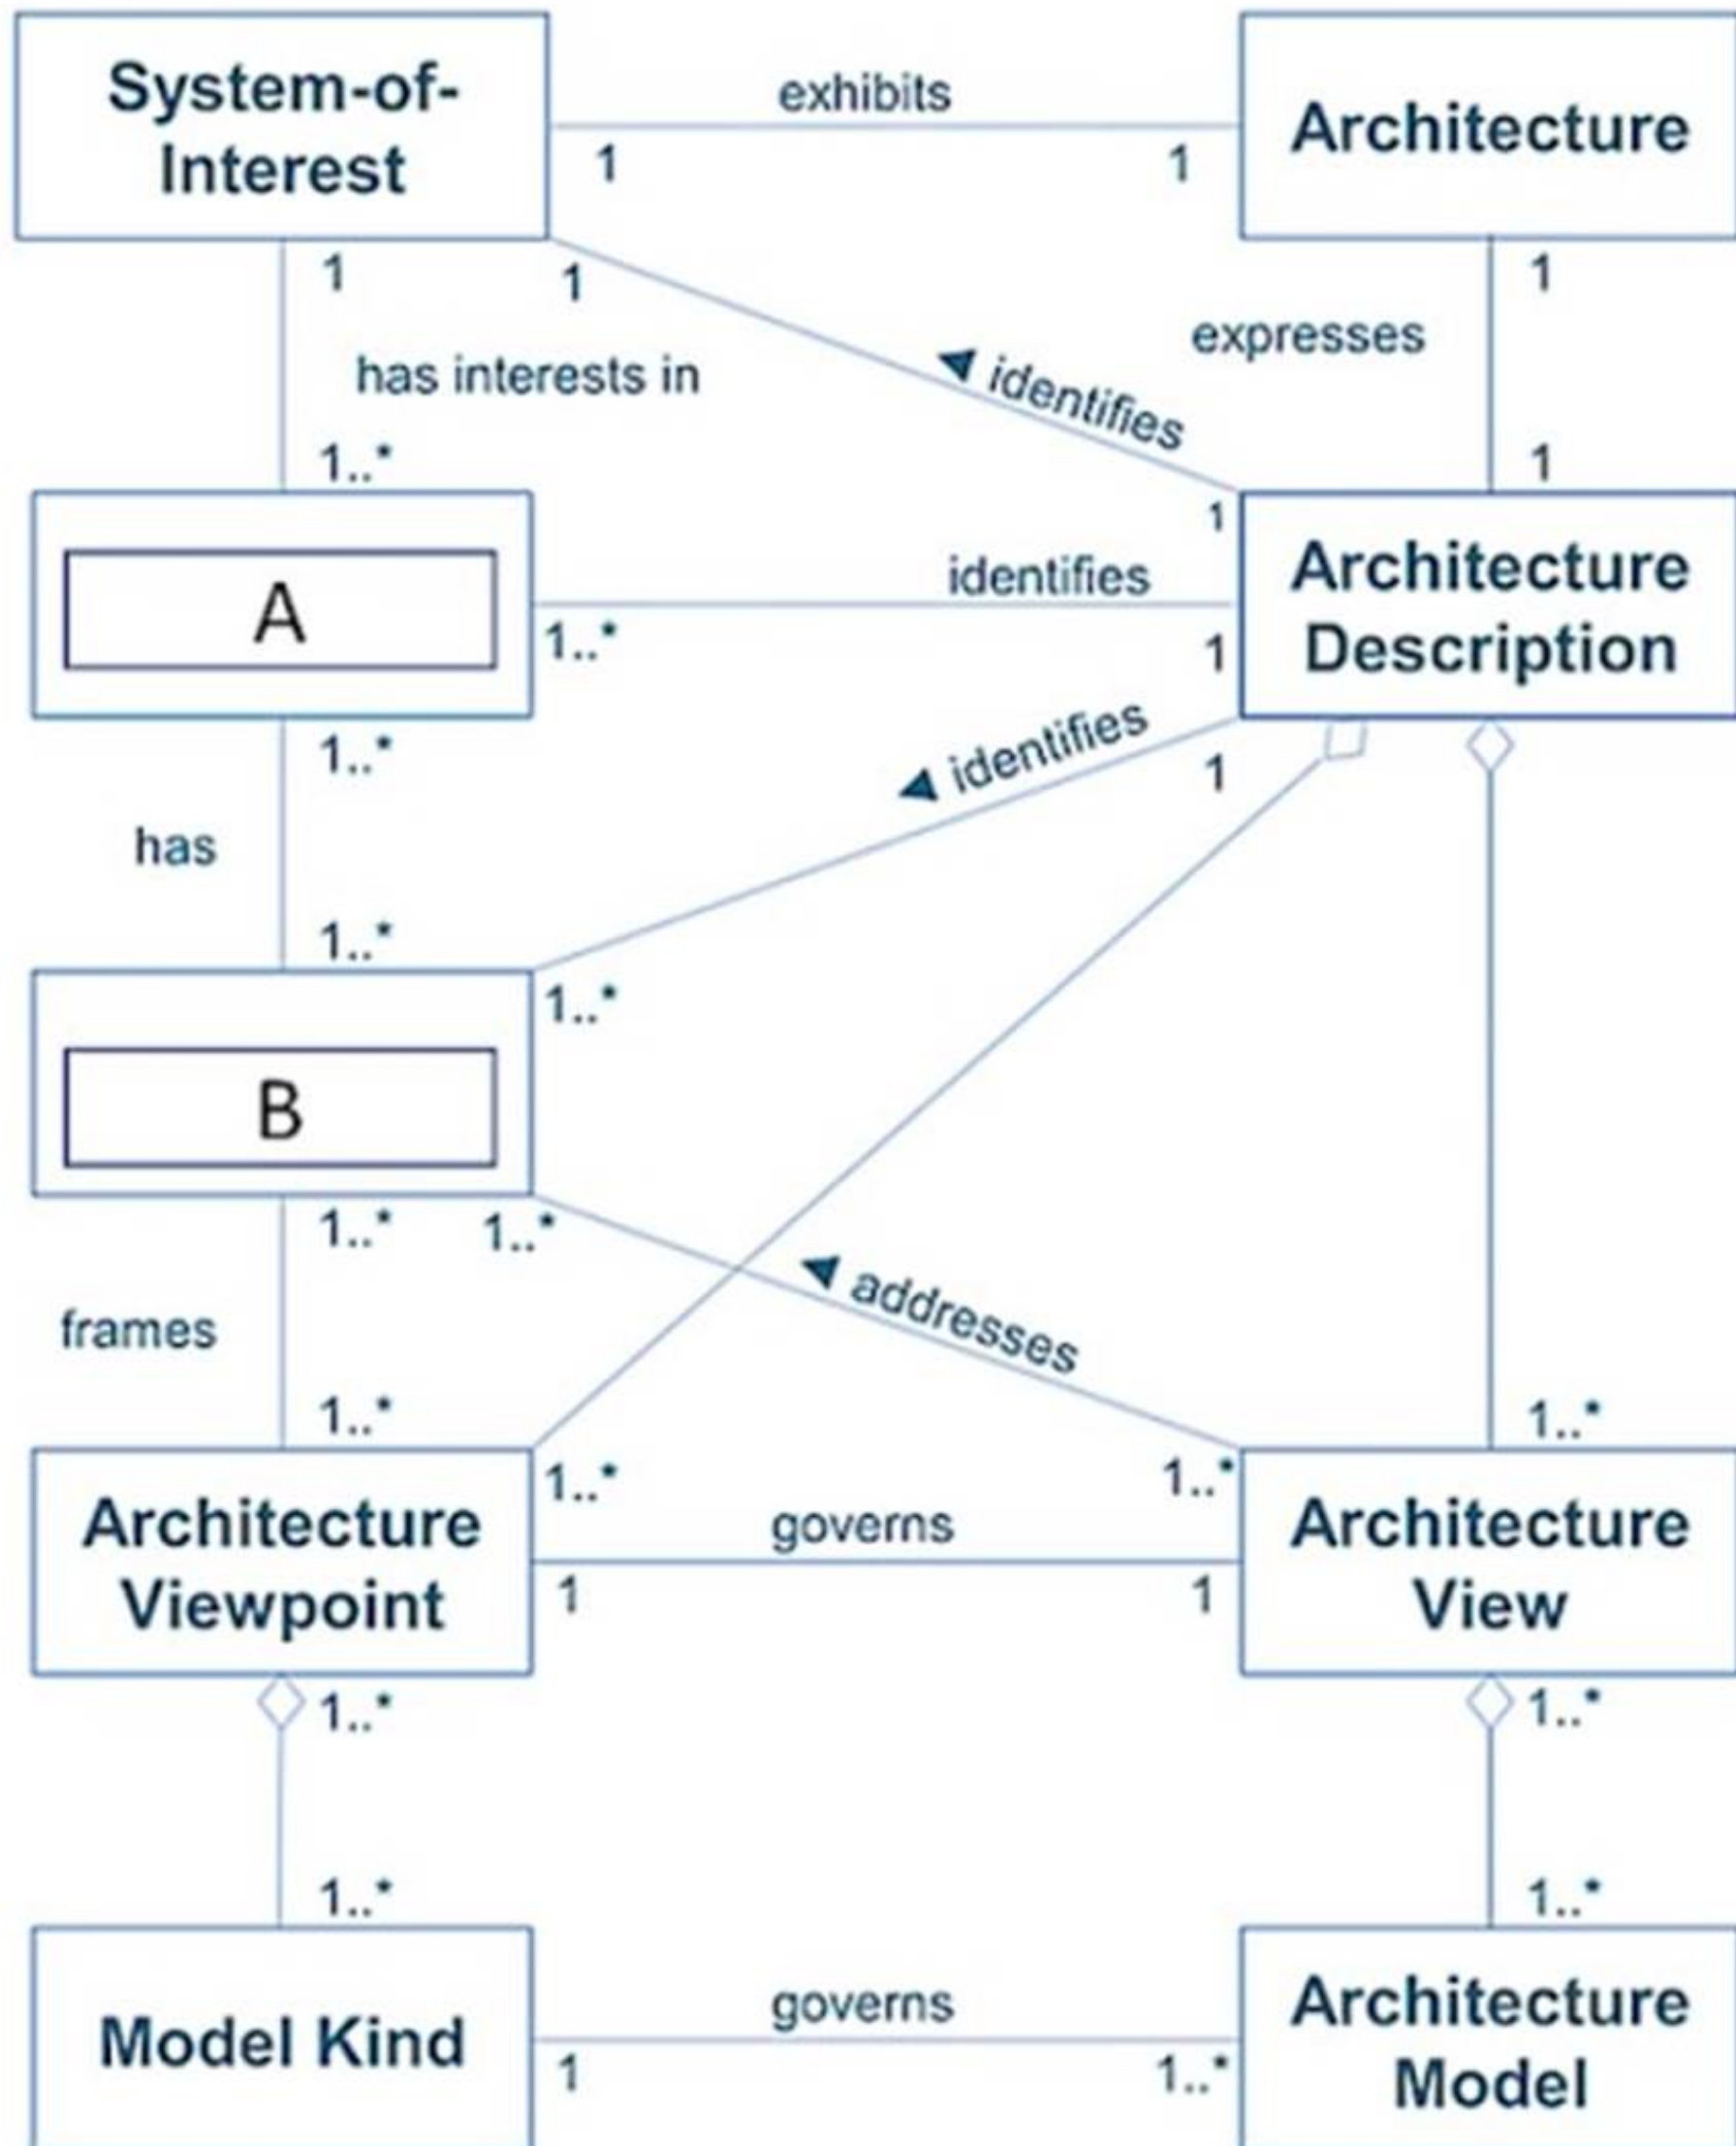 System-of-
Interest
exhibits
1
1
Architecture
1
1
has interests in
identifies
expresses
1
1..*
1
1
A
identifies
1..*
1
Architecture
Description
1..*
identifies
1
has
1..*
1..*
B
1..*
1..*
addresses
frames
1..*
1..*
1..*
1..*
Architecture
Viewpoint
governs
1
1
Architecture
View
1..*
1..*
1..*
1..*
Model Kind
governs
1
1..*
Architecture
Model